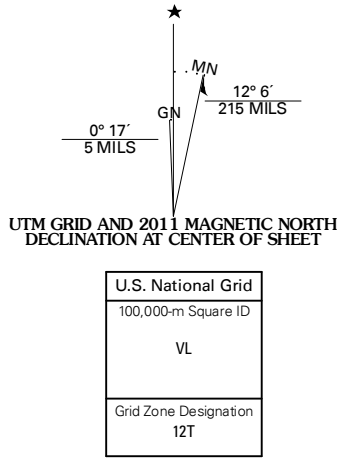 MN
GN
12° 6´
215 MILS
0° 17´
5 MILS
UTM GRID AND 2011 MAGNETIC NORTH
DECLINATION AT CENTER OF SHEET
U.S. National Grid
100,000-m Square ID
VL
Grid Zone Designation
12T